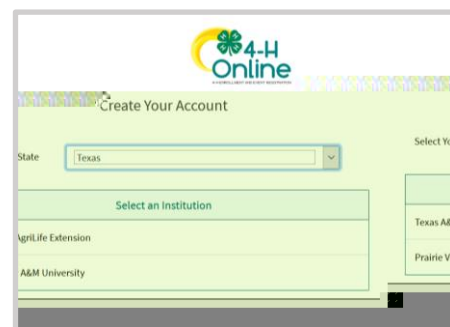 4-H
Online
Create Your Account
State
Texas
Select an Institution
AgriLife Extension
A&M University
Select Yo
Texas A&
Prairie V